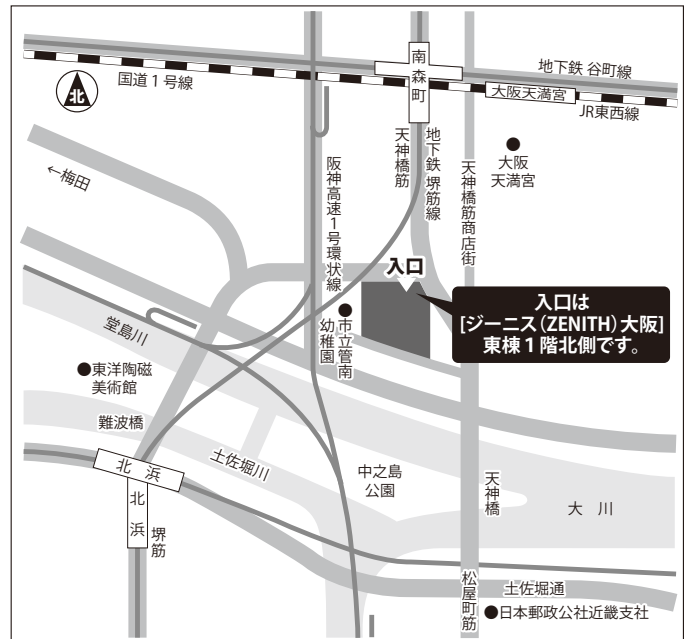 南森町
地下鉄 谷町線
国道1号線
大阪天満宮
JR東西線
北
天神橋筋
地下鉄 堺筋線
阪神高速1号環状線
天神橋筋商店街
大阪
天満宮
←梅田
入口
入口は
[ジーニス(ZENITH)大阪]
東棟1階北側です。
市立菅南
幼稚園
堂島川
東洋陶磁
美術館
難波橋
土佐堀川
中之島
公園
北浜
北浜
堺筋
天神橋
大 川
松屋町筋
土佐堀通
日本郵政公社近畿支社